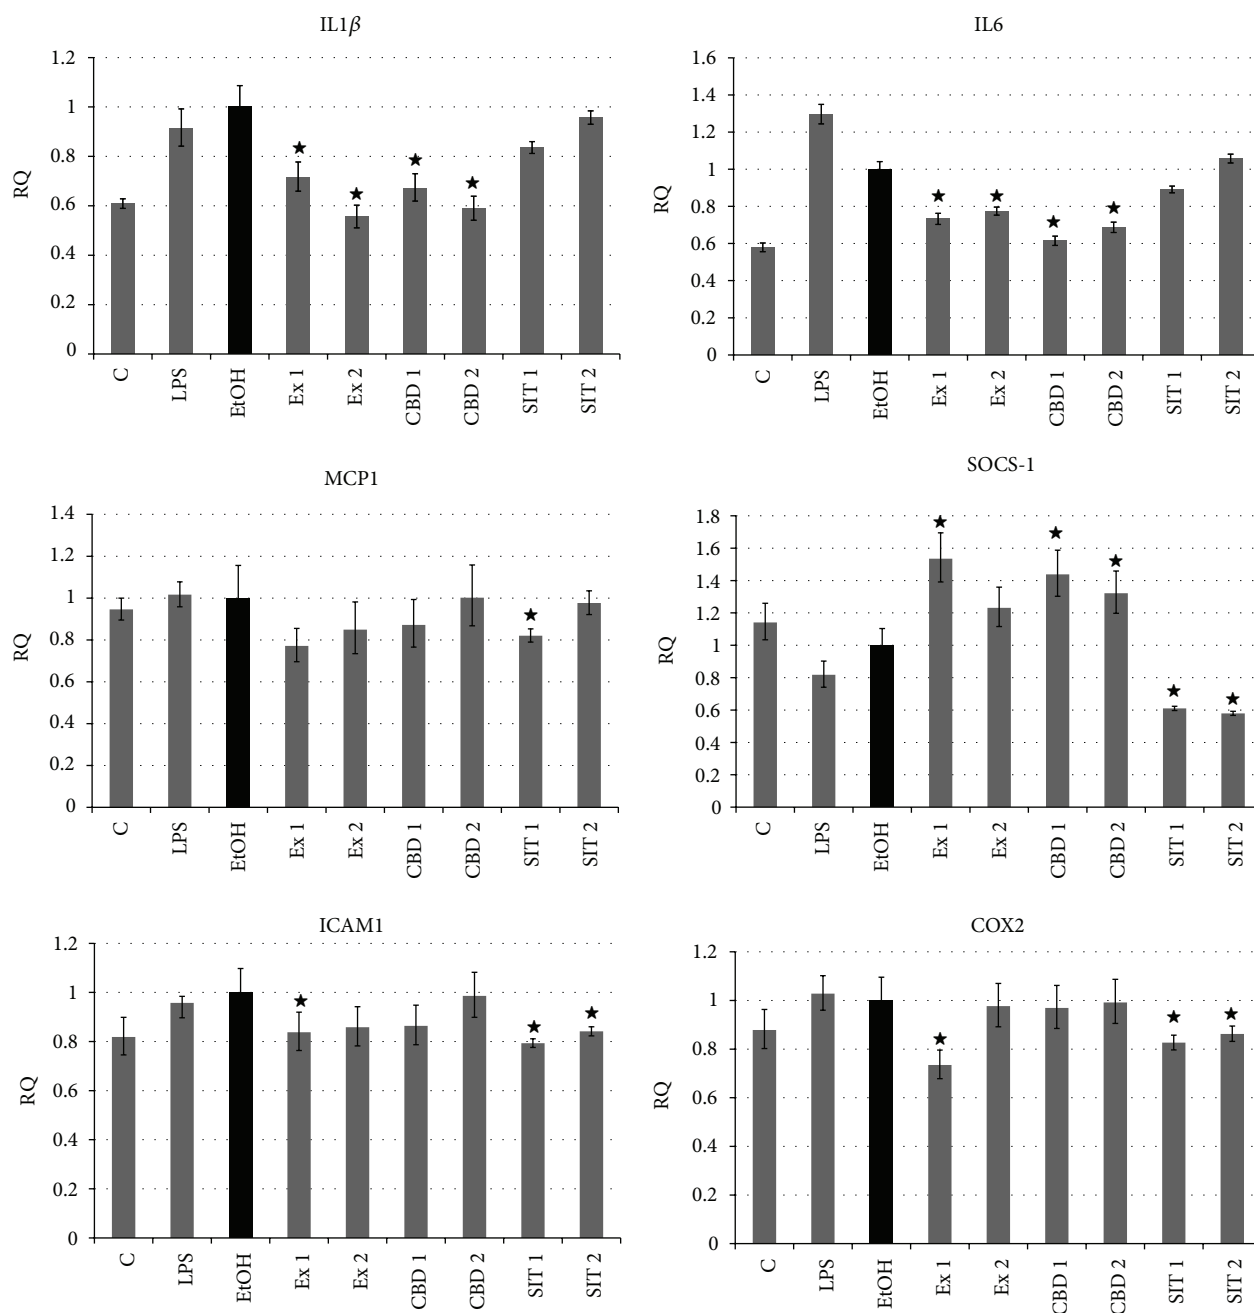 IL1β
1.2
1
0.8
0.6
0.4
0.2
0
RQ
C
LPS
EtOH
Ex 1
Ex 2
CBD 1
CBD 2
SIT 1
SIT 2
IL6
1.6
1.4
1.2
1
0.8
0.6
0.4
0.2
0
RQ
C
LPS
EtOH
Ex 1
Ex 2
CBD 1
CBD 2
SIT 1
SIT 2
MCP1
1.4
1.2
1
0.8
0.6
0.4
0.2
0
RQ
C
LPS
EtOH
Ex 1
Ex 2
CBD 1
CBD 2
SIT 1
SIT 2
SOCS-1
1.8
1.6
1.4
1.2
1
0.8
0.6
0.4
0.2
0
RQ
C
LPS
EtOH
Ex 1
Ex 2
CBD 1
CBD 2
SIT 1
SIT 2
ICAM1
1.2
1
0.8
0.6
0.4
0.2
0
RQ
C
LPS
EtOH
Ex 1
Ex 2
CBD 1
CBD 2
SIT 1
SIT 2
COX2
1.2
1
0.8
0.6
0.4
0.2
0
RQ
C
LPS
EtOH
Ex 1
Ex 2
CBD 1
CBD 2
SIT 1
SIT 2